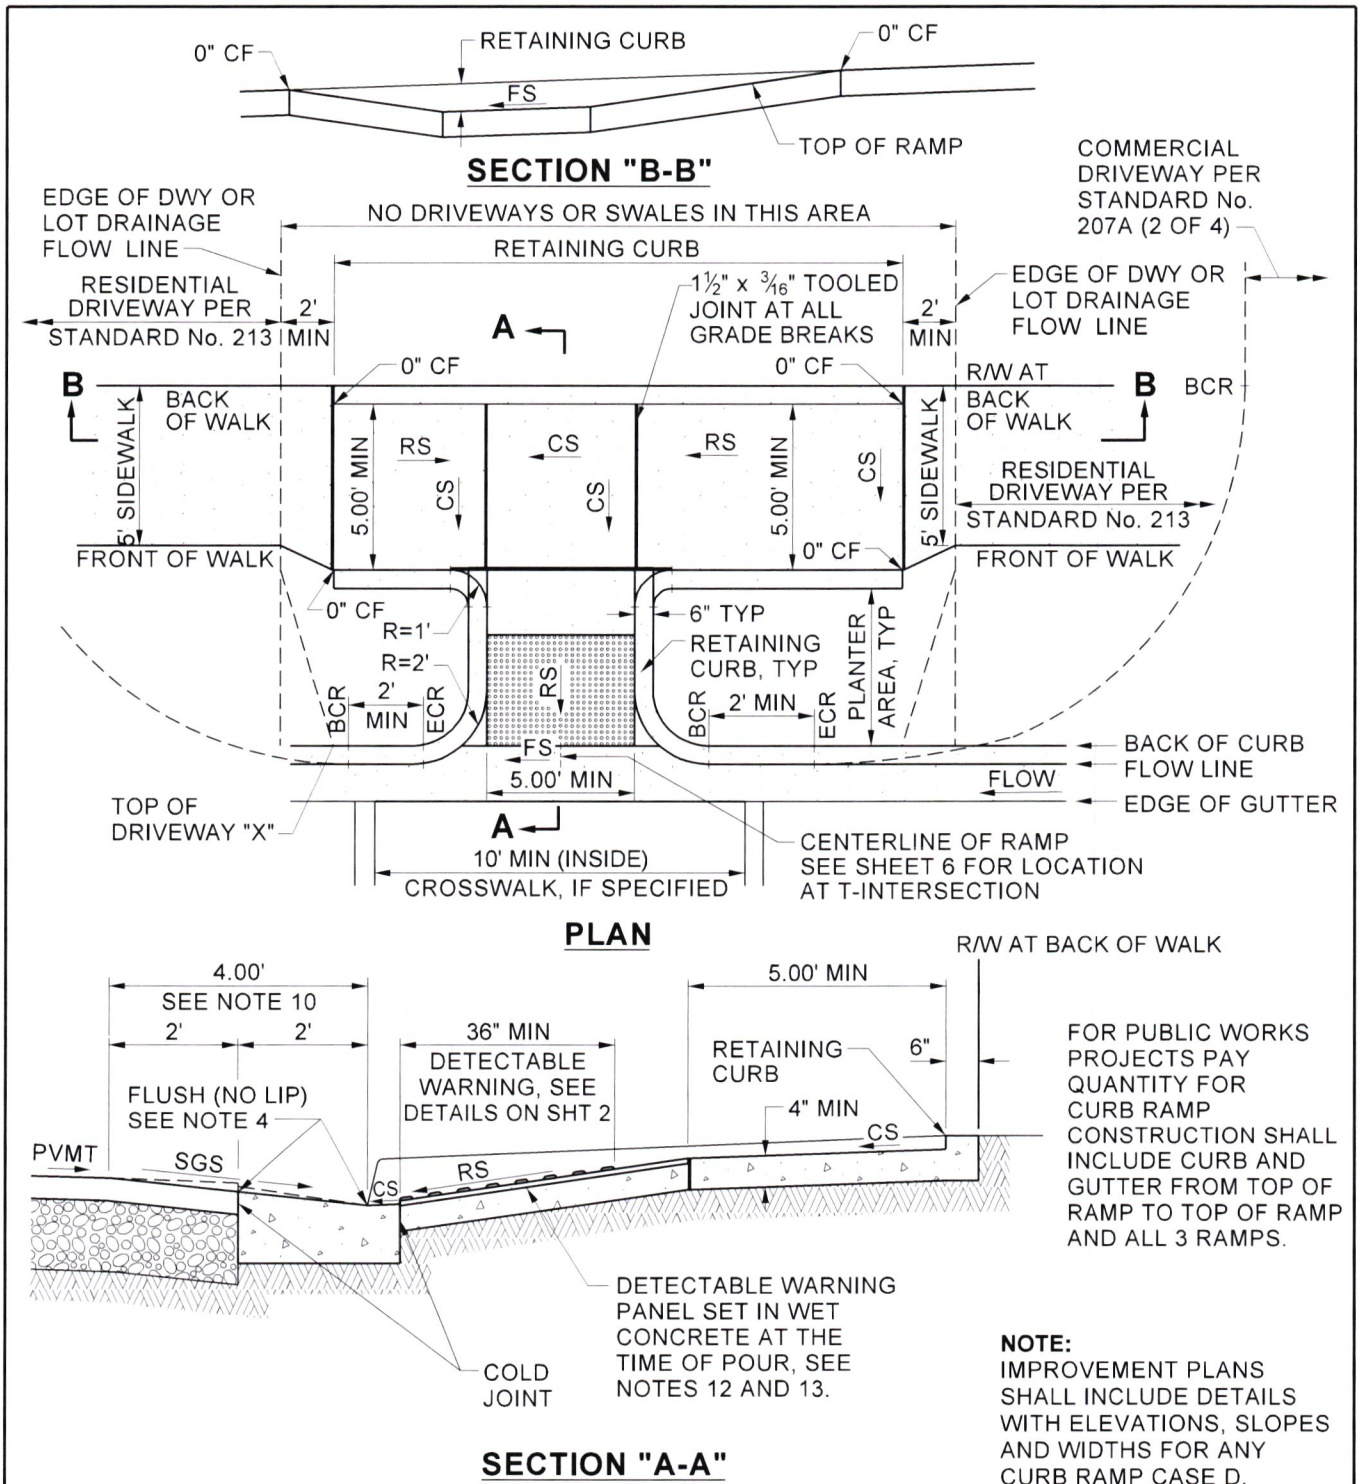 0" CF
RETAINING CURB
0" CF
FS
TOP OF RAMP
SECTION "B-B"
COMMERCIAL
DRIVEWAY PER
STANDARD No.
207A (2 OF 4)
EDGE OF DWY OR
LOT DRAINAGE
FLOW LINE
NO DRIVEWAYS OR SWALES IN THIS AREA
RETAINING CURB
RESIDENTIAL
DRIVEWAY PER
STANDARD No. 213
2'
MIN
A
1½" x 3⁄16" TOOLED
JOINT AT ALL
GRADE BREAKS
2'
MIN
EDGE OF DWY OR
LOT DRAINAGE
FLOW LINE
0" CF
0" CF
R/W AT
BACK
OF WALK
B
BACK
OF WALK
B
BCR
5' SIDEWALK
5.00' MIN
RS
CS
CS
CS
RS
5.00' MIN
CS
5' SIDEWALK
RESIDENTIAL
DRIVEWAY PER
STANDARD No. 213
FRONT OF WALK
0" CF
FRONT OF WALK
0" CF
R=1'
R=2'
6" TYP
RETAINING
CURB, TYP
PLANTER
AREA, TYP
BCR
2'
MIN
ECR
RS
BCR
2' MIN
ECR
FS
5.00' MIN
BACK OF CURB
FLOW LINE
FLOW
EDGE OF GUTTER
TOP OF
DRIVEWAY "X"
A
10' MIN (INSIDE)
CROSSWALK, IF SPECIFIED
CENTERLINE OF RAMP
SEE SHEET 6 FOR LOCATION
AT T-INTERSECTION
PLAN
R/W AT BACK OF WALK
4.00'
SEE NOTE 10
2'
2'
36" MIN
DETECTABLE
WARNING, SEE
DETAILS ON SHT 2
5.00' MIN
RETAINING
CURB
6"
4" MIN
FLUSH (NO LIP)
SEE NOTE 4
PVMT
SGS
CS
RS
CS
FOR PUBLIC WORKS
PROJECTS PAY
QUANTITY FOR
CURB RAMP
CONSTRUCTION SHALL
INCLUDE CURB AND
GUTTER FROM TOP OF
RAMP TO TOP OF RAMP
AND ALL 3 RAMPS.
DETECTABLE WARNING
PANEL SET IN WET
CONCRETE AT THE
TIME OF POUR, SEE
NOTES 12 AND 13.
COLD
JOINT
NOTE:
IMPROVEMENT PLANS
SHALL INCLUDE DETAILS
WITH ELEVATIONS, SLOPES
AND WIDTHS FOR ANY
CURB RAMP CASE D.
SECTION "A-A"